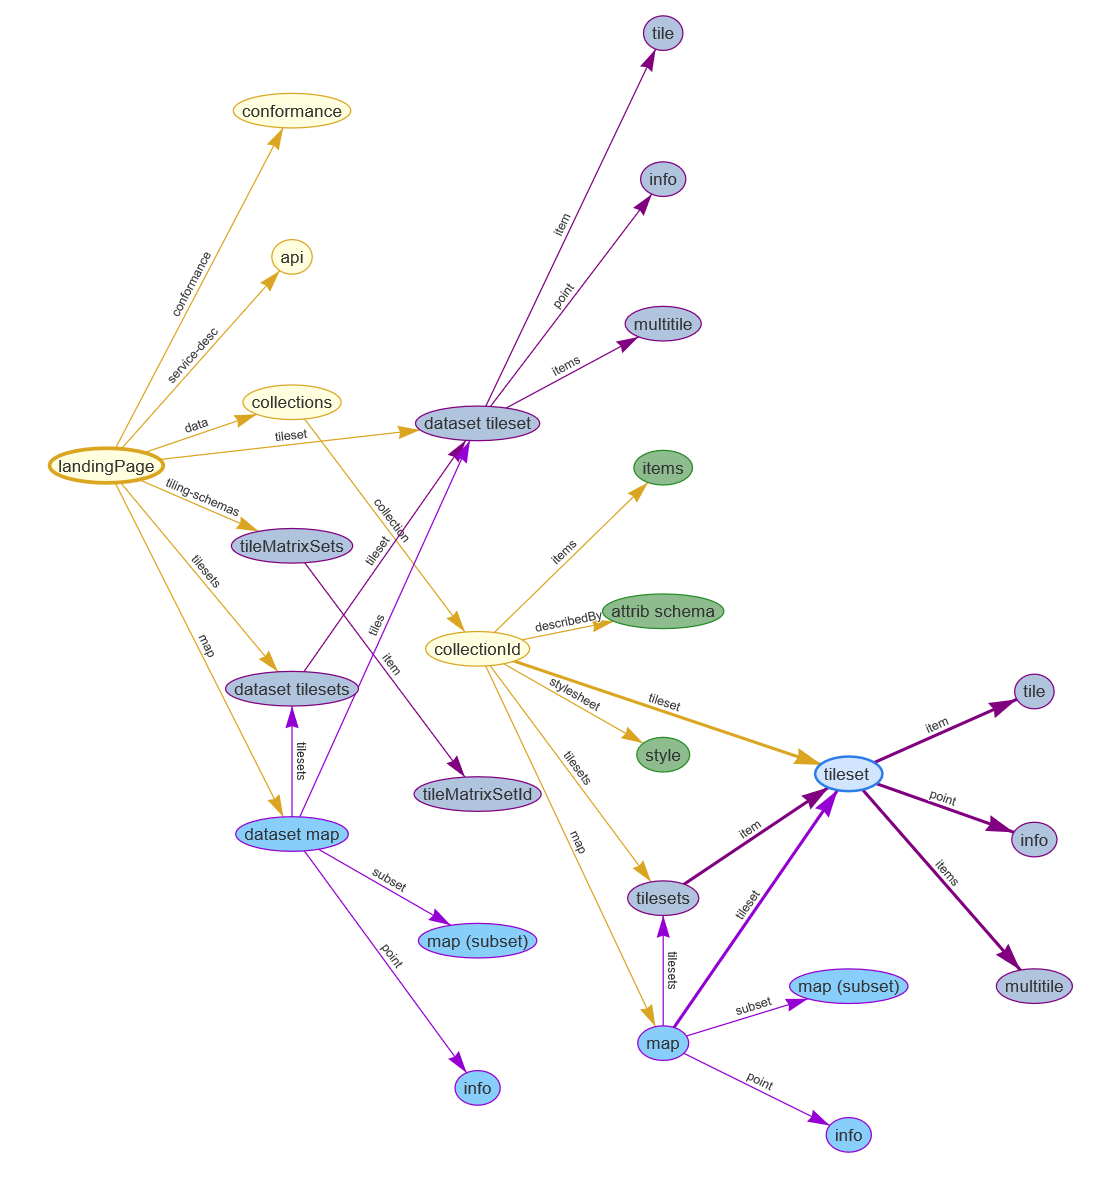 tile
conformance
info
item
api
conformance
point
multitile
service-desc
items
collections
data
dataset tileset
tileset
landingPage
items
tiling-schemas
collection
tileMatrixSets
tileset
items
tilesets
attrib schema
describedBy
tiles
map
collectionId
item
dataset tilesets
stylesheet
tileset
tile
item
tilesets
style
tilesets
tileset
tileMatrixSetId
point
item
dataset map
map
info
subset
items
tilesets
tileset
map (subset)
point
tilesets
map (subset)
multitile
subset
map
point
info
info